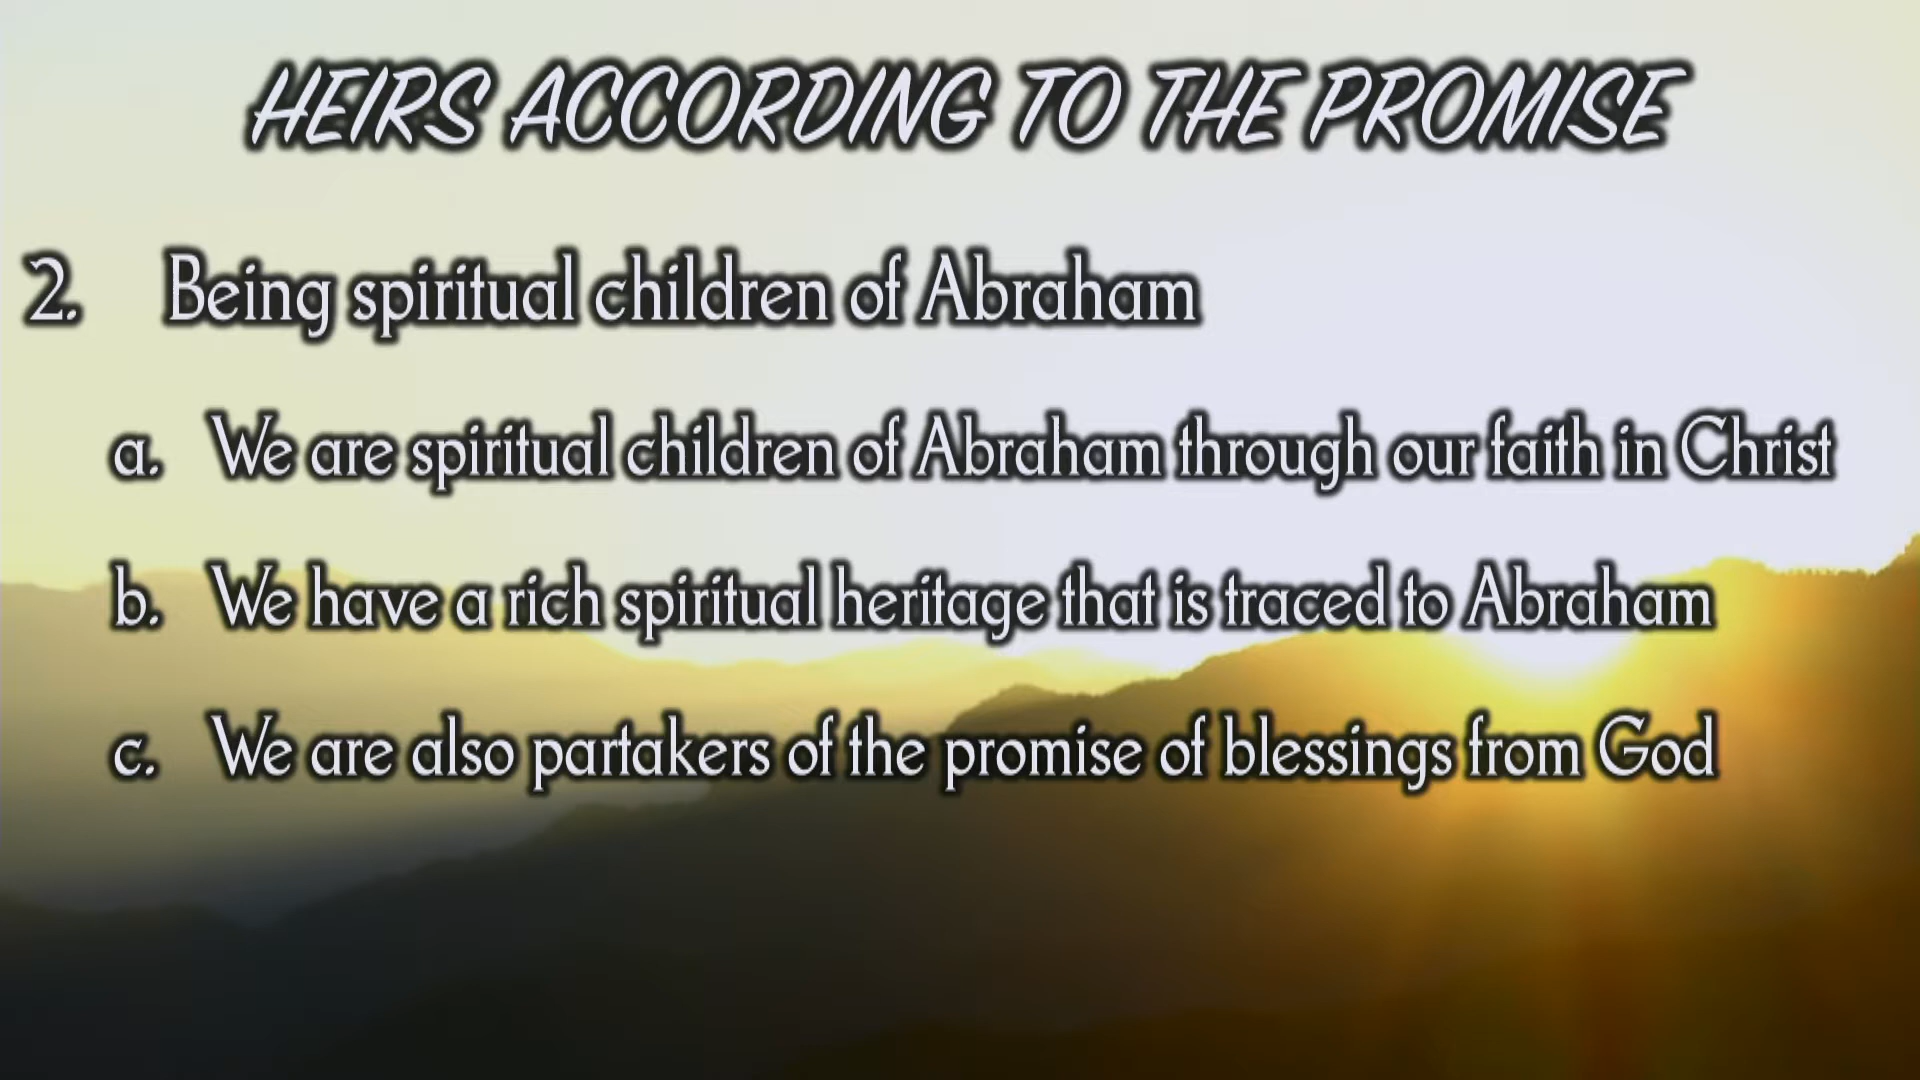 HEIRS ACCORDING TO THE PROMISE
2. Being spiritual children of Abraham
a. We are spiritual children of Abraham through our faith in Christ
b. We have a rich spiritual heritage that is traced to Abraham
c. We are also partakers of the promise of blessings from God